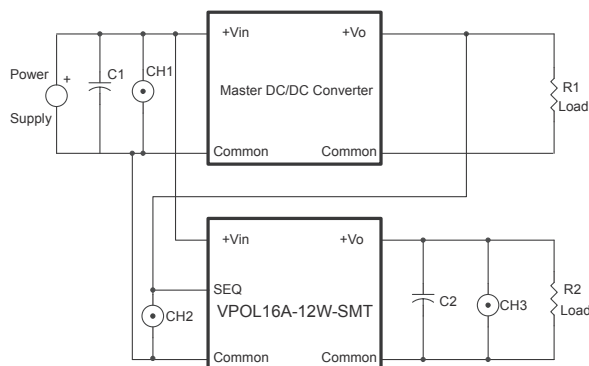 +Vin
+Vo
Power
+
C1
CH1
Master DC/DC Converter
R1
Load
Supply
Common
Common
+Vin
+Vo
SEQ
CH2
VPOL16A-12W-SMT
C2
CH3
R2
Load
Common
Common